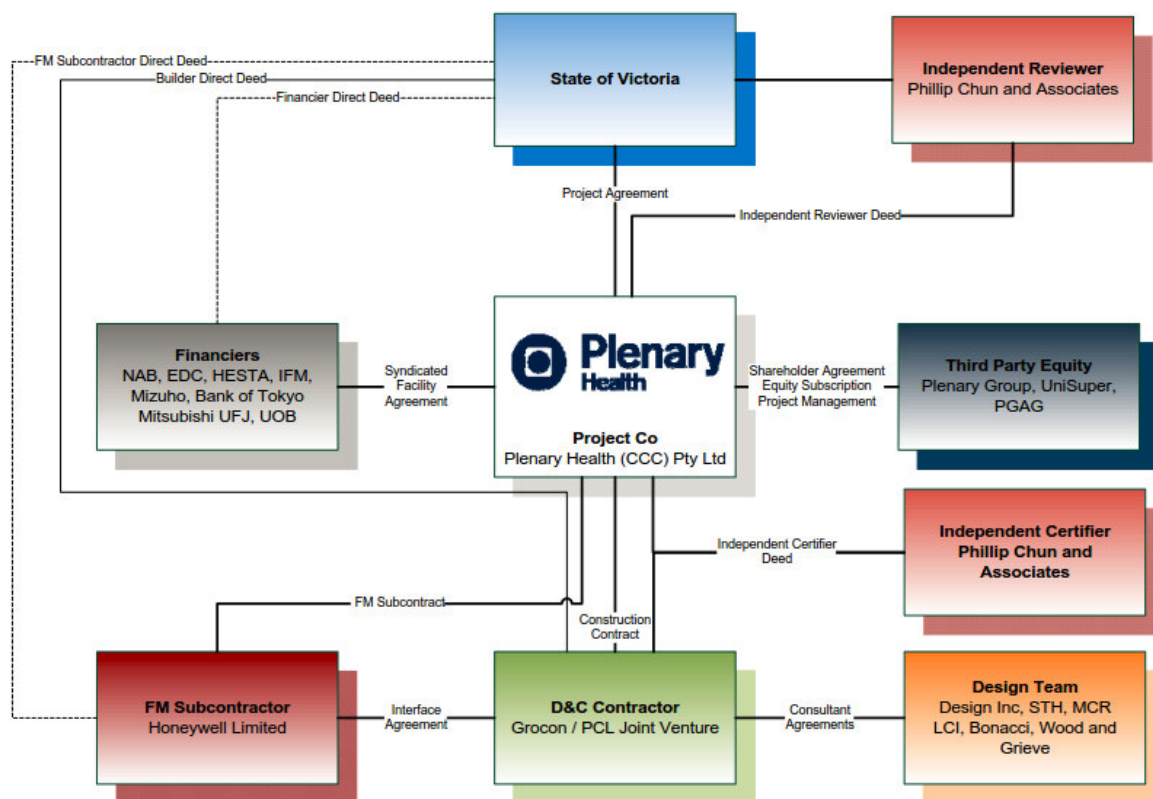 FM Subcontractor Direct Deed
Builder Direct Deed
Financier Direct Deed
State of Victoria
Independent Reviewer
Phillip Chun and Associates
Project Agreement
Independent Reviewer Deed
Financiers
NAB, EDC, HESTA, IFM,
Mizuho, Bank of Tokyo
Mitsubishi UFJ, UOB
Syndicated
Facility
Agreement
Plenary
Health
Project Co
Plenary Health (CCC) Pty Ltd
Shareholder Agreement
Equity Subscription
Project Management
Third Party Equity
Plenary Group, UniSuper,
PGAG
Independent Certifier
Deed
Independent Certifier
Phillip Chun and
Associates
FM Subcontract
Construction
Contract
FM Subcontractor
Honeywell Limited
Interface
Agreement
D&C Contractor
Grocon / PCL Joint Venture
Consultant
Agreements
Design Team
Design Inc, STH, MCR
LCI, Bonacci, Wood and
Grieve